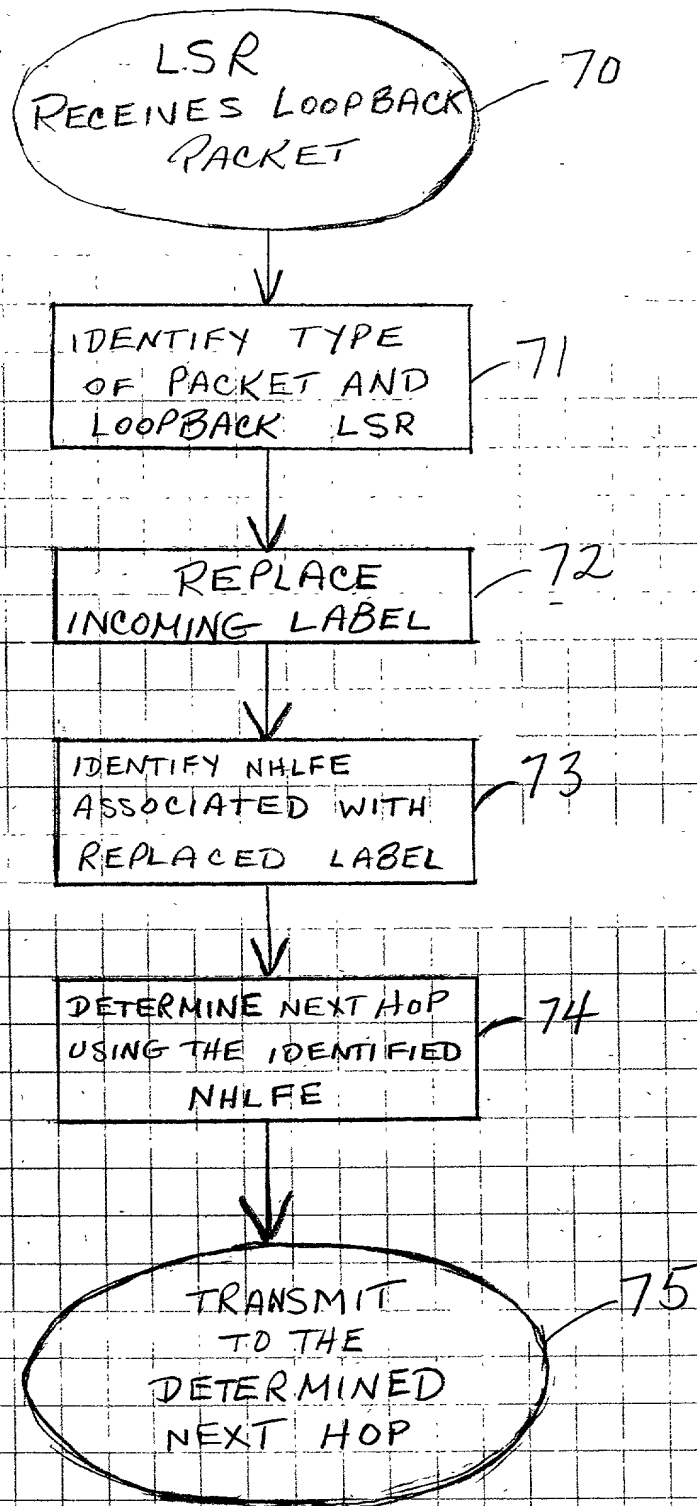 LSR
RECEIVES LOOPBACK
PACKET
70
IDENTIFY TYPE
OF PACKET AND
LOOPBACK LSR
71
REPLACE
INCOMING LABEL
72
IDENTIFY NHLFE
ASSOCIATED WITH
REPLACED LABEL
73
DETERMINE NEXT HOP
USING THE IDENTIFIED
NHLFE
74
TRANSMIT
TO THE
DETERMINED
NEXT HOP
75